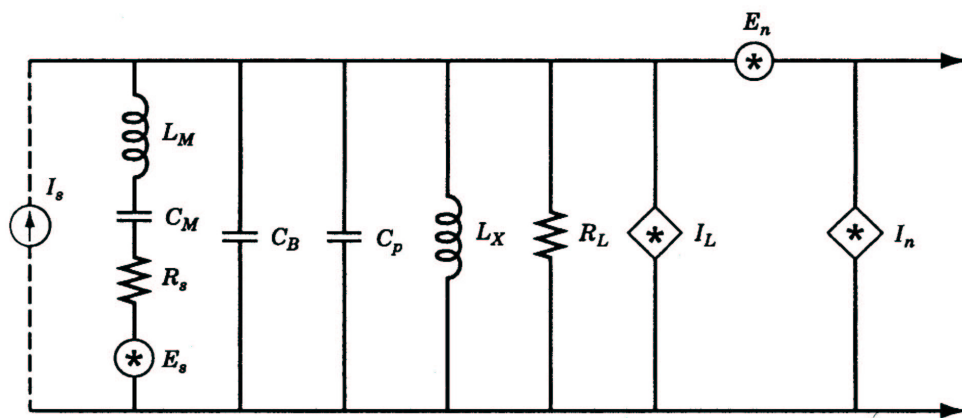 E_n
L_M
I_s
C_M
C_B
C_p
L_X
R_L
I_L
I_n
R_s
E_s